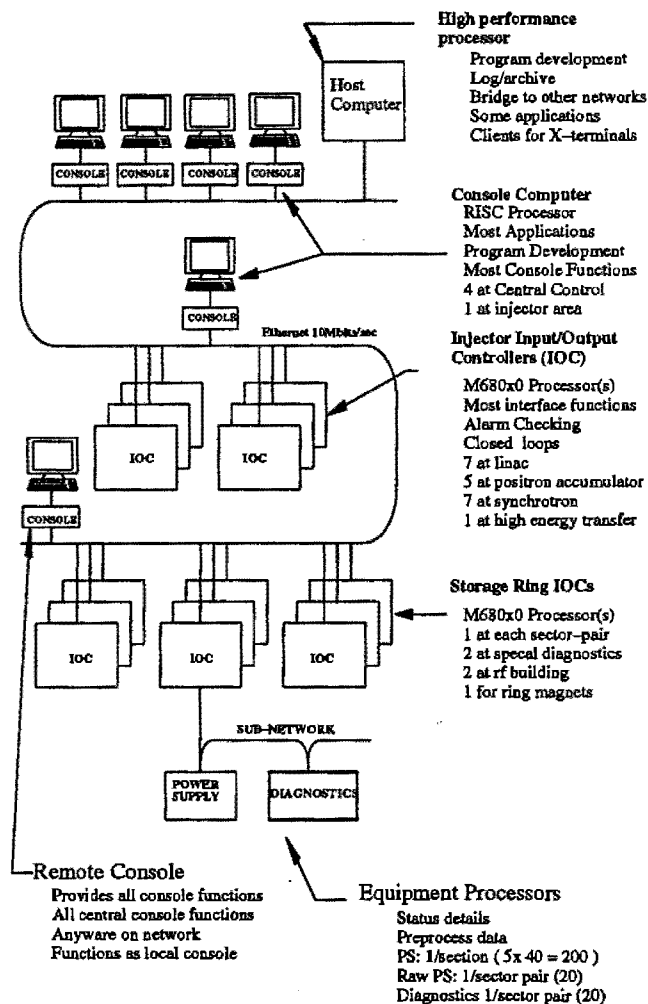 High performance
processor
Program development
Log/archive
Bridge to other networks
Some applications
Clients for X-terminals
Host
Computer
CONSOLE
CONSOLE
CONSOLE
CONSOLE
Console Computer
RISC Processor
Most Applications
Program Development
Most Console Functions
4 at Central Control
1 at injector area
CONSOLE
Ethernet 10Mbits/sec
Injector Input/Output
Controllers (IOC)
M680x0 Processor(s)
Most interface functions
Alarm Checking
Closed loops
7 at linac
5 at positron accumulator
7 at synchrotron
1 at high energy transfer
IOC
IOC
CONSOLE
Storage Ring IOCs
M680x0 Processor(s)
1 at each sector-pair
2 at specal diagnostics
2 at rf building
1 for ring magnets
IOC
IOC
IOC
SUB-NETWORK
POWER
SUPPLY
DIAGNOSTICS
Remote Console
Provides all console functions
All central console functions
Anyware on network
Functions as local console
Equipment Processors
Status details
Preprocess data
PS: 1/section ( 5x 40 = 200 )
Raw PS: 1/sector pair (20)
Diagnostics 1/sector pair (20)